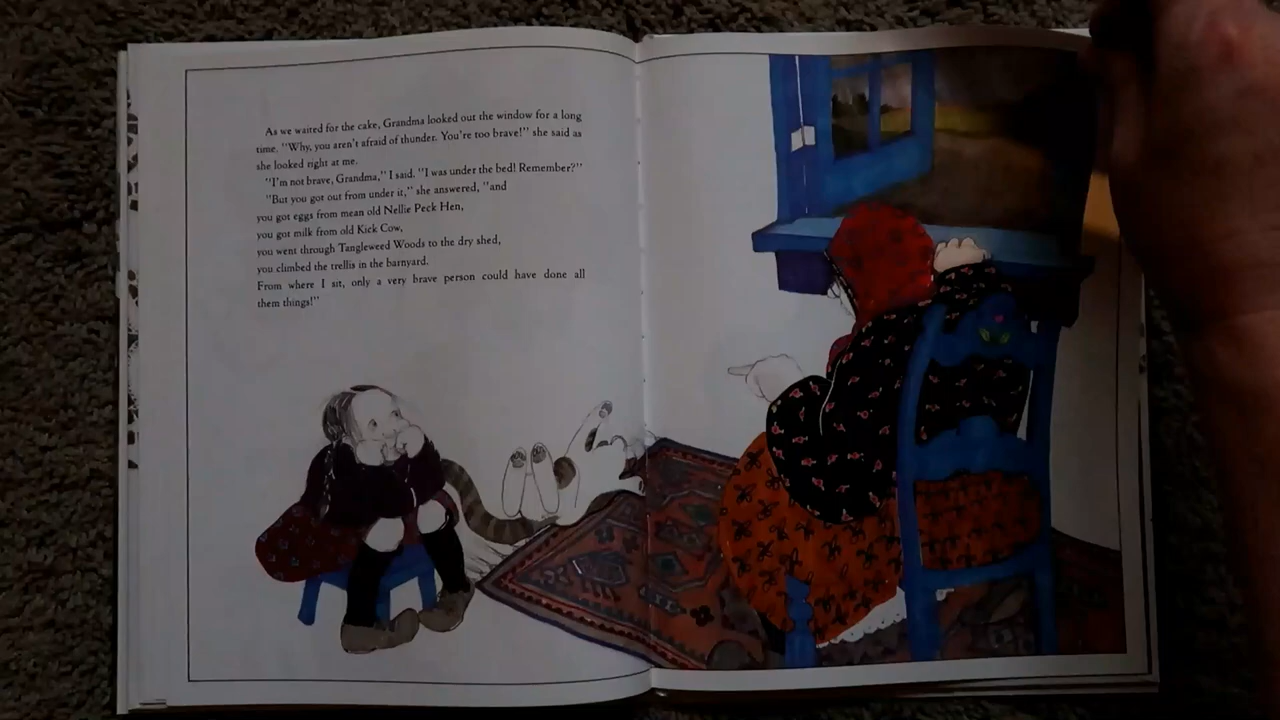 As we waited for the cake, Grandma looked out the window for a long
time. "Why, you aren't afraid of thunder. You're too brave!" she said as
she looked right at me.
"I'm not brave, Grandma," I said. "I was under the bed! Remember?"
"But you got out from under it," she answered, "and
you got eggs from mean old Nellie Peck Hen,
you got milk from old Kick Cow,
you went through Tangleweed Woods to the dry shed,
you climbed the trellis in the barnyard.
From where I sit, only a very brave person could have done all
them things!"